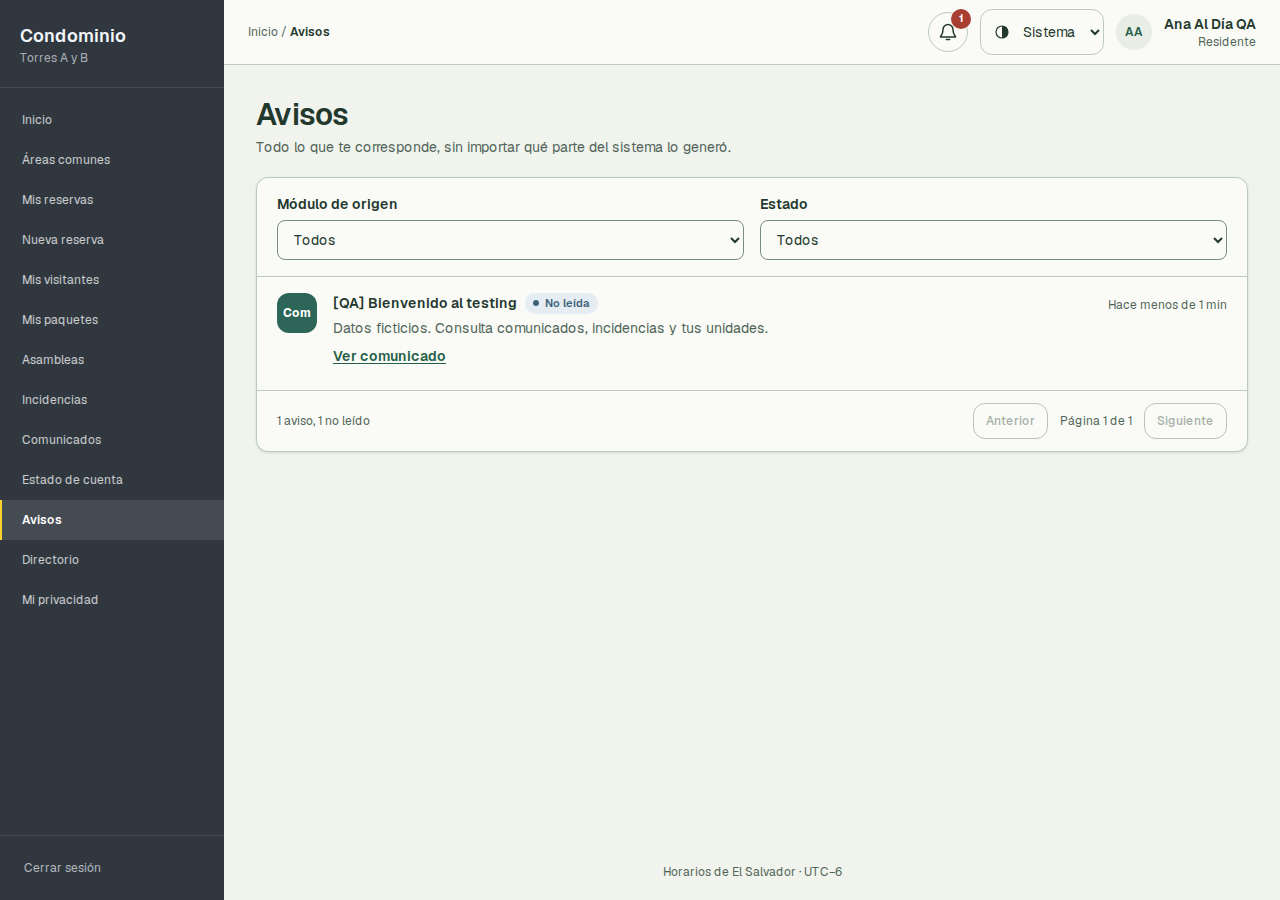 Condominio
Torres A y B
Inicio
Áreas comunes
Mis reservas
Nueva reserva
Mis visitantes
Mis paquetes
Asambleas
Incidencias
Comunicados
Estado de cuenta
Avisos
Directorio
Mi privacidad
Cerrar sesión
Inicio / Avisos
1
Sistema
AA
Ana Al Día QA
Residente
Avisos
Todo lo que te corresponde, sin importar qué parte del sistema lo generó.
Módulo de origen
Estado
Todos
Todos
Com
[QA] Bienvenido al testing
No leída
Hace menos de 1 min
Datos ficticios. Consulta comunicados, incidencias y tus unidades.
Ver comunicado
1 aviso, 1 no leído
Anterior
Página 1 de 1
Siguiente
Horarios de El Salvador · UTC−6